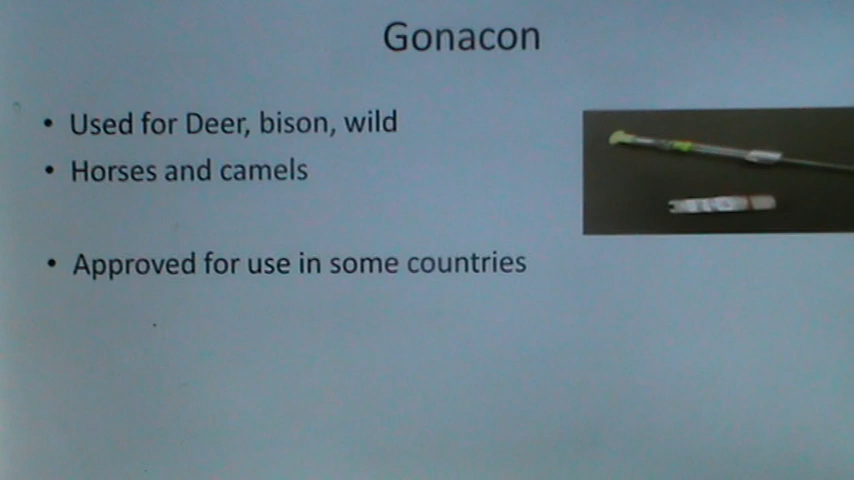 Gonacon
• Used for Deer, bison, wild
• Horses and camels
• Approved for use in some countries